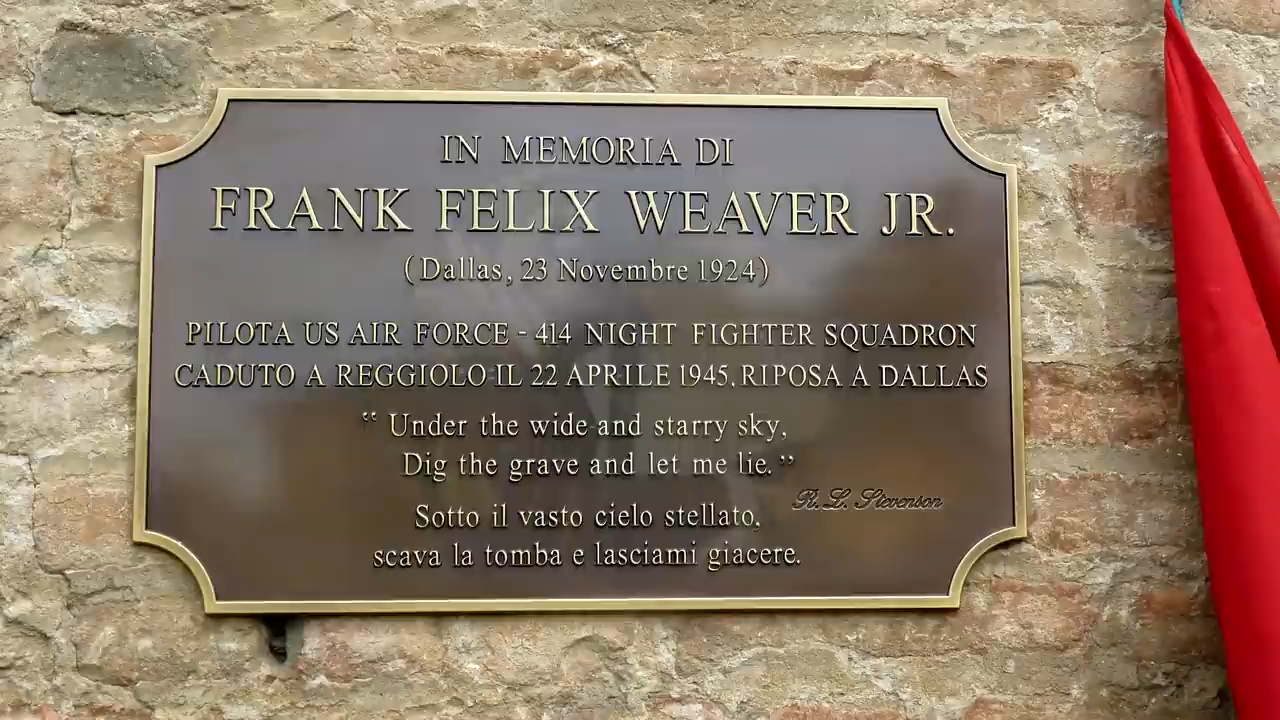 IN MEMORIA DI
FRANK FELIX WEAVER JR.
(Dallas, 23 Novembre 1924)
PILOTA US AIR FORCE - 414 NIGHT FIGHTER SQUADRON
CADUTO A REGGIOLO IL 22 APRILE 1945, RIPOSA A DALLAS
“ Under the wide and starry sky,
Dig the grave and let me lie. ”
R. L. Stevenson
Sotto il vasto cielo stellato,
scava la tomba e lasciami giacere.